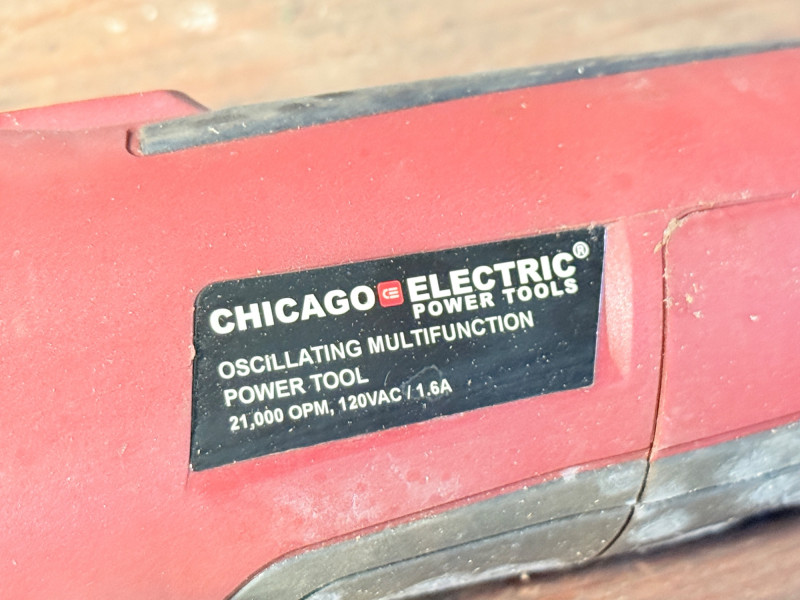 CHICAGO ELECTRIC®
POWER TOOLS
OSCILLATING MULTIFUNCTION
POWER TOOL
21,000 OPM, 120VAC / 1.6A